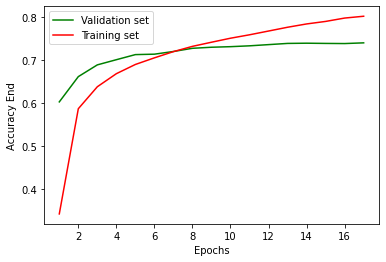 Validation set
Training set
0.8
0.7
0.6
0.5
0.4
Accuracy End
2 4 6 8 10 12 14 16
Epochs